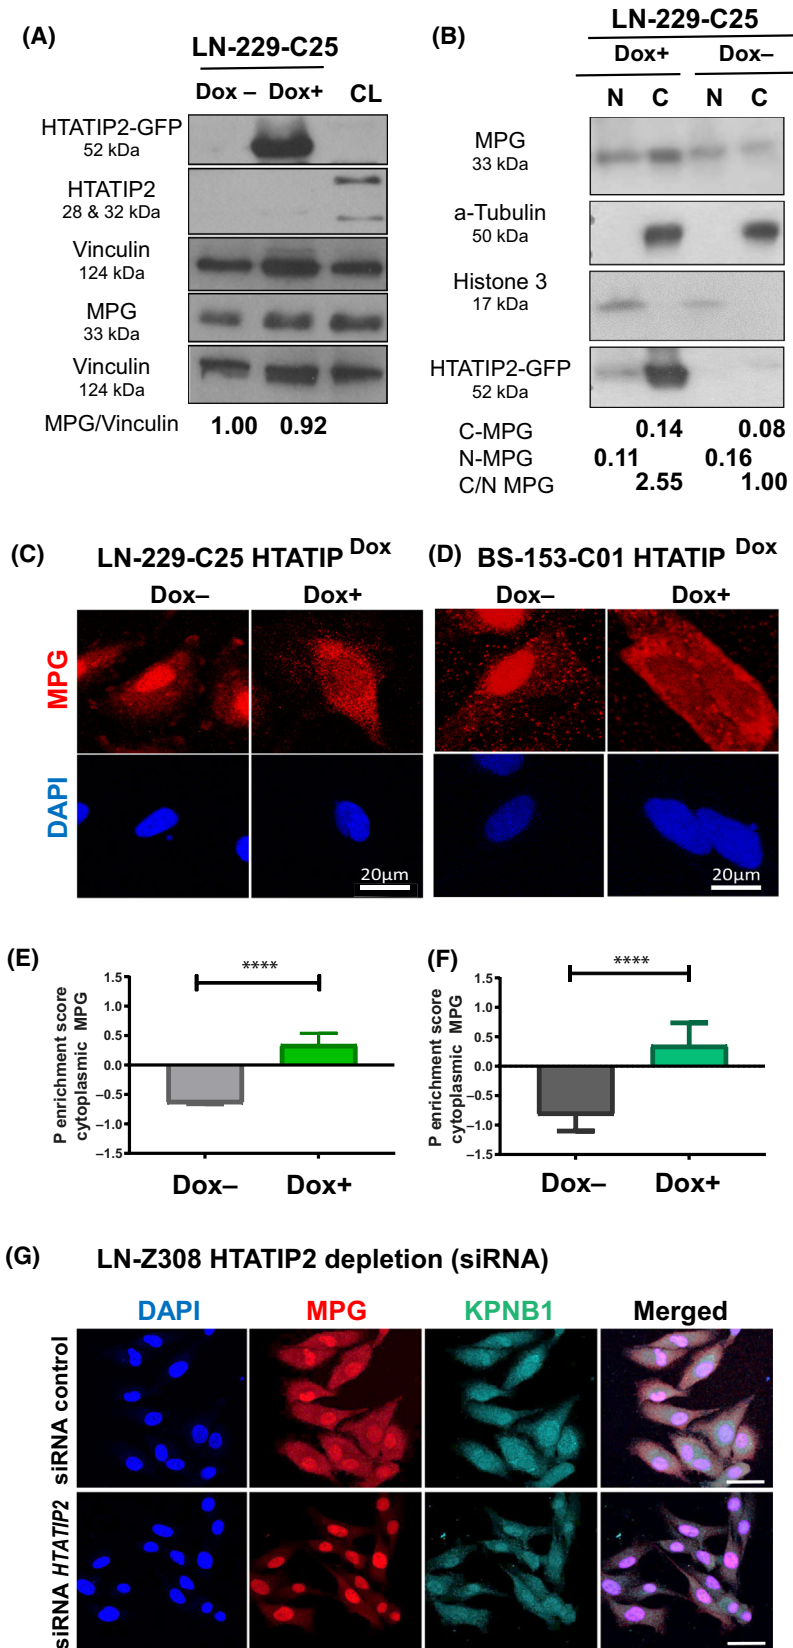 (A)
LN-229-C25
Dox – Dox+ CL
HTATIP2-GFP
52 kDa
HTATIP2
28 & 32 kDa
Vinculin
124 kDa
MPG
33 kDa
Vinculin
124 kDa
MPG/Vinculin 1.00 0.92
(B)
LN-229-C25
Dox+ Dox–
N C N C
MPG
33 kDa
a-Tubulin
50 kDa
Histone 3
17 kDa
HTATIP2-GFP
52 kDa
C-MPG 0.14 0.08
N-MPG 0.11 0.16
C/N MPG 2.55 1.00
(C) LN-229-C25 HTATIP Dox
Dox– Dox+
MPG
DAPI
20µm
(D) BS-153-C01 HTATIP Dox
Dox– Dox+
20µm
(E)
P enrichment score
cytoplasmic MPG
1.5
1.0
0.5
0.0
–0.5
–1.0
–1.5
****
Dox– Dox+
(F)
P enrichment score
cytoplasmic MPG
1.5
1.0
0.5
0.0
–0.5
–1.0
–1.5
****
Dox– Dox+
(G) LN-Z308 HTATIP2 depletion (siRNA)
DAPI MPG KPNB1 Merged
siRNA control
siRNA HTATIP2